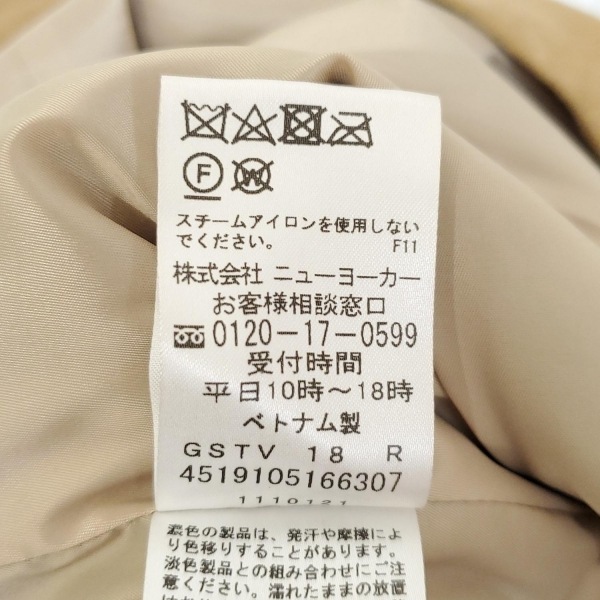 F W
スチームアイロンを使用しない
でください。 F11
株式会社 ニューヨーカー
お客様相談窓口
0120-17-0599
受付時間
平日10時～18時
ベトナム製
GSTV 18 R
4519105166307
1110121
濃色の製品は、発汗や摩擦によ
り色移りすることがあります。
淡色製品との組み合わせにご注
意ください。濡れたままの放置